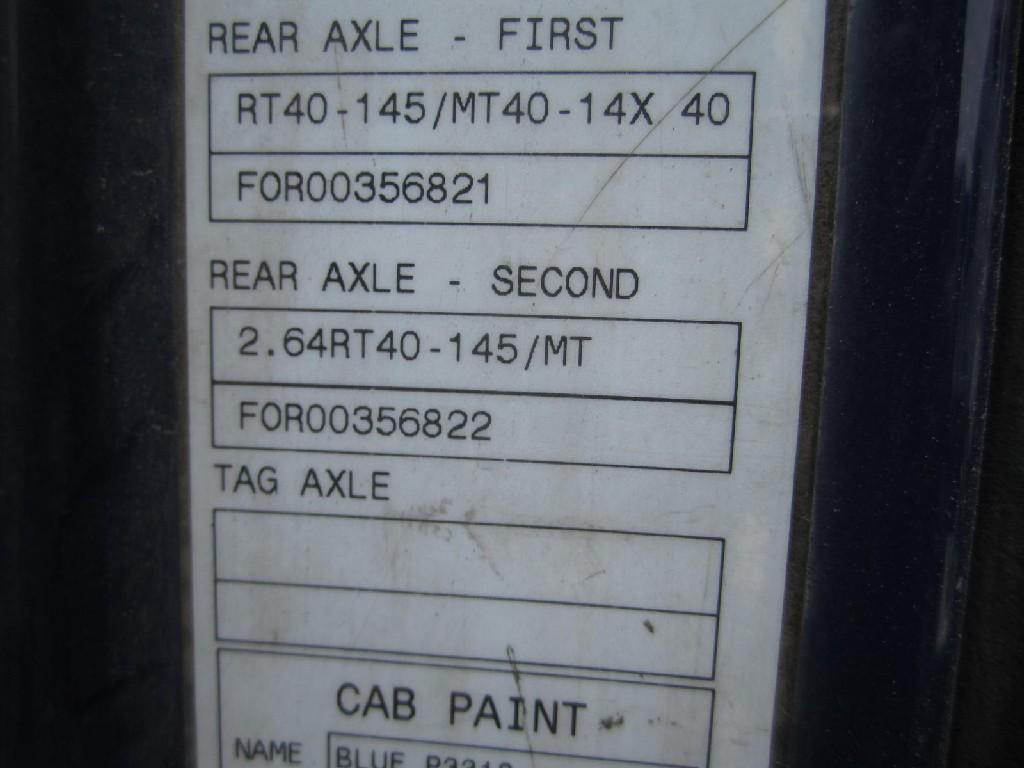 REAR AXLE - FIRST
RT40-145/MT40-14X 40
FOR00356821
REAR AXLE - SECOND
2.64RT40-145/MT
FOR00356822
TAG AXLE
CAB PAINT
NAME BLUE